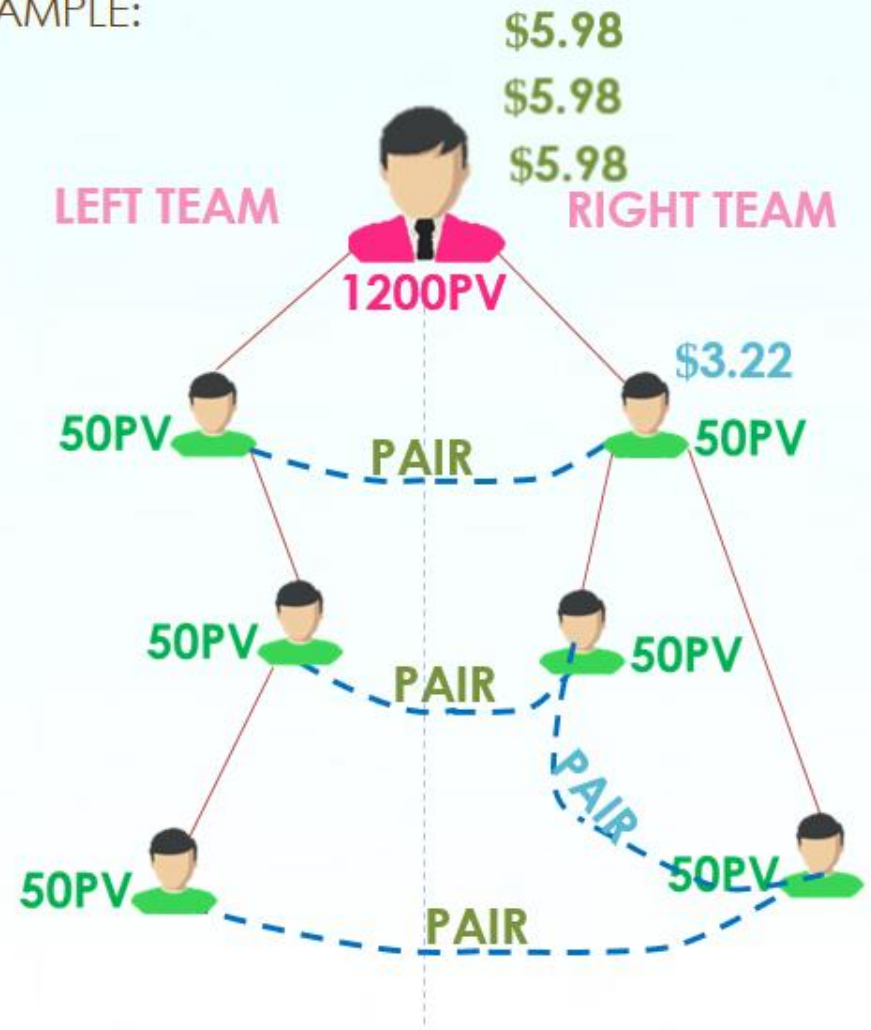 AMPLE:
$5.98
$5.98
$5.98
LEFT TEAM
RIGHT TEAM
1200PV
$3.22
50PV
PAIR
50PV
50PV
50PV
PAIR
PAIR
50PV
50PV
PAIR